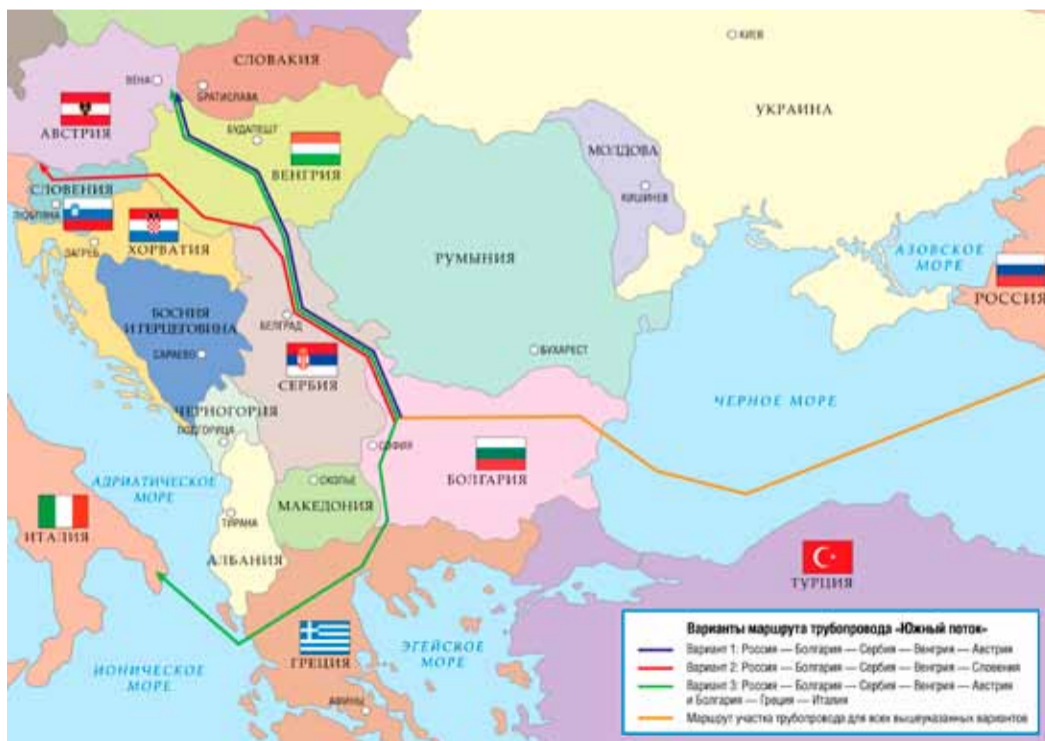 КИЕВ
СЛОВАКИЯ
ВЕНА
БРАТИСЛАВА
УКРАИНА
АВСТРИЯ
БУДАПЕШТ
ВЕНГРИЯ
МОЛДОВА
КИШИНЕВ
СЛОВЕНИЯ
ЛЮБЛЯНА
ХОРВАТИЯ
ЗАГРЕБ
РУМЫНИЯ
АЗОВСКОЕ
МОРЕ
РОССИЯ
БОСНИЯ
И ГЕРЦЕГОВИНА
БЕЛГРАД
САРАЕВО
СЕРБИЯ
БУХАРЕСТ
ЧЕРНОЕ МОРЕ
ЧЕРНОГОРИЯ
ПОДГОРИЦА
СОФИЯ
БОЛГАРИЯ
АДРИАТИЧЕСКОЕ
МОРЕ
СКОПЬЕ
МАКЕДОНИЯ
ИТАЛИЯ
ТИРАНА
АЛБАНИЯ
ТУРЦИЯ
ГРЕЦИЯ
ЭГЕЙСКОЕ
МОРЕ
ИОНИЧЕСКОЕ
МОРЕ
АФИНЫ
Варианты маршрута трубопровода «Южный поток»
Вариант 1: Россия — Болгария — Сербия — Венгрия — Австрия
Вариант 2: Россия — Болгария — Сербия — Венгрия — Словения
Вариант 3: Россия — Болгария — Сербия — Венгрия — Австрия
и Болгария — Греция — Италия
Маршрут участка трубопровода для всех вышеуказанных вариантов